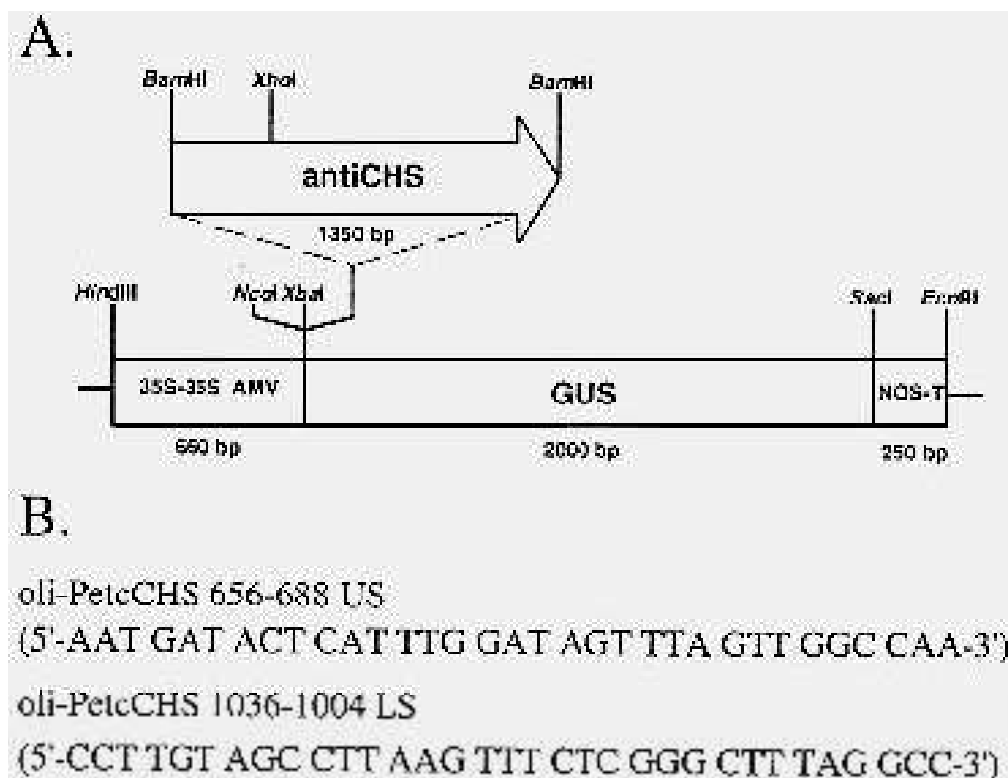 A.
BamHI XhoI BamHI
antiCHS
1350 bp
HindIII NcoI XbaI SacI EcoRI
35S-35S AMV GUS NOS-T
2000 bp 250 bp
B.
oli-PetcCHS 656-688 US
(5'-AAT GAT ACT CAT TTG GAT AGT TTA GTT GGC CAA-3')
oli-PetcCHS 1036-1004 LS
(5'-CCT TGT AGC CTT AAG TTT CTC GGG CTT TAG GCC-3')